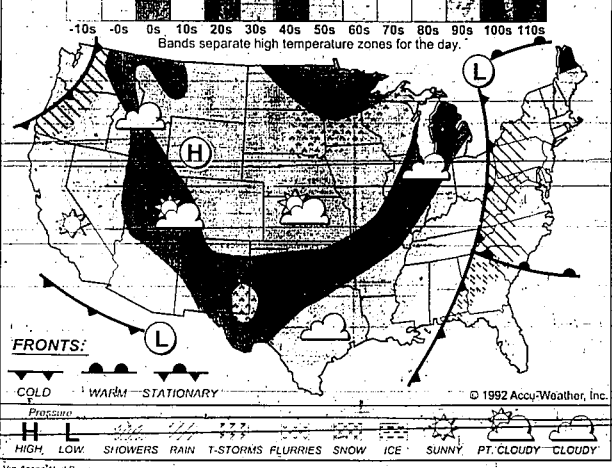 -10s -0s 0s 10s 20s 30s 40s 50s 60s 70s 80s 90s 100s 110s
Bands separate high temperature zones for the day.
L
H
L
FRONTS:
COLD WARM STATIONARY
© 1992 Accu-Weather, Inc.
Pressure
H L
HIGH LOW SHOWERS RAIN T-STORMS FLURRIES SNOW ICE SUNNY PT. CLOUDY CLOUDY